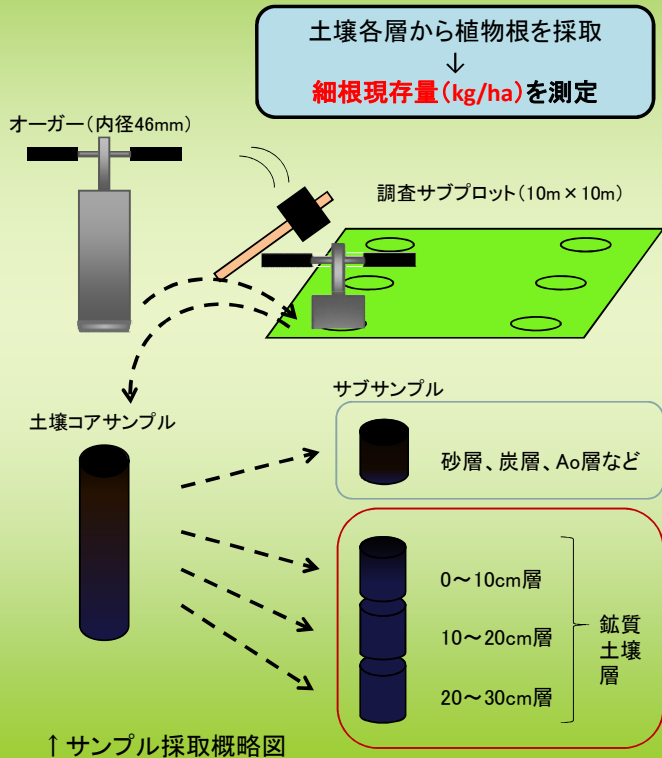 土壌各層から植物根を採取
↓
細根現存量(kg/ha)を測定
オーガー(内径46mm)
調査サブプロット(10m×10m)
土壌コアサンプル
サブサンプル
砂層、炭層、Ao層など
0～10cm層
10～20cm層
20～30cm層
鉱質
土壌
層
↑サンプル採取概略図